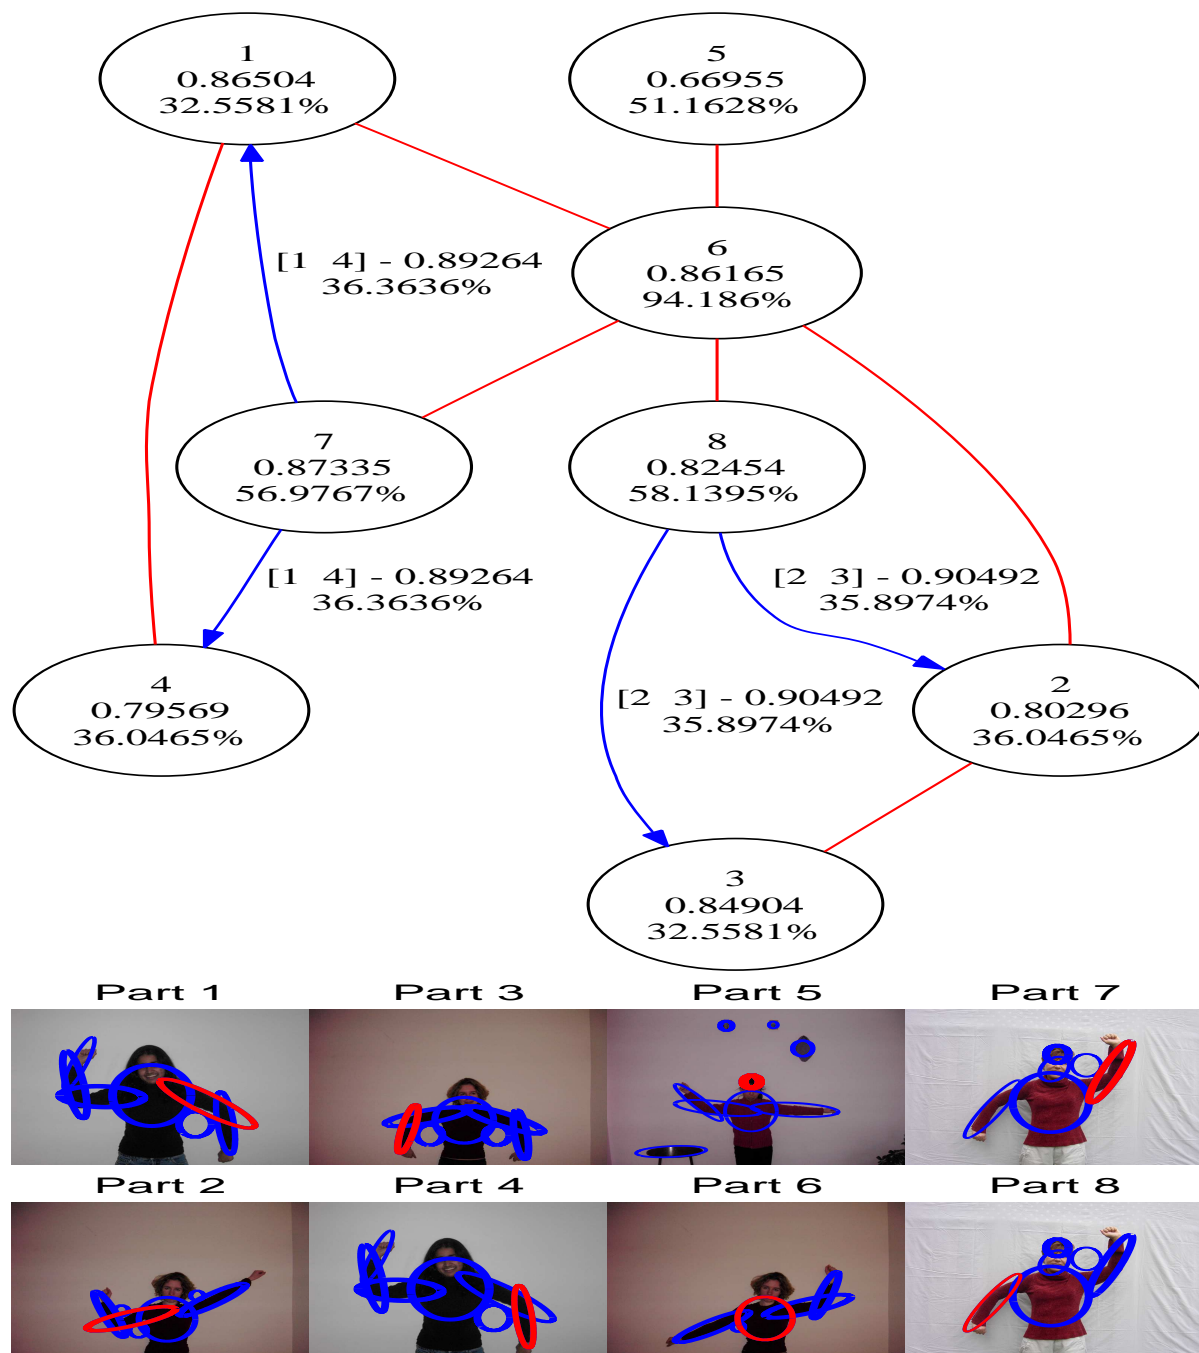 1
0.86504
32.5581%
5
0.66955
51.1628%
6
0.86165
94.186%
[1 4] - 0.89264
36.3636%
7
0.87335
56.9767%
8
0.82454
58.1395%
[1 4] - 0.89264
36.3636%
[2 3] - 0.90492
35.8974%
4
0.79569
36.0465%
[2 3] - 0.90492
35.8974%
2
0.80296
36.0465%
3
0.84904
32.5581%
Part 1
Part 3
Part 5
Part 7
Part 2
Part 4
Part 6
Part 8